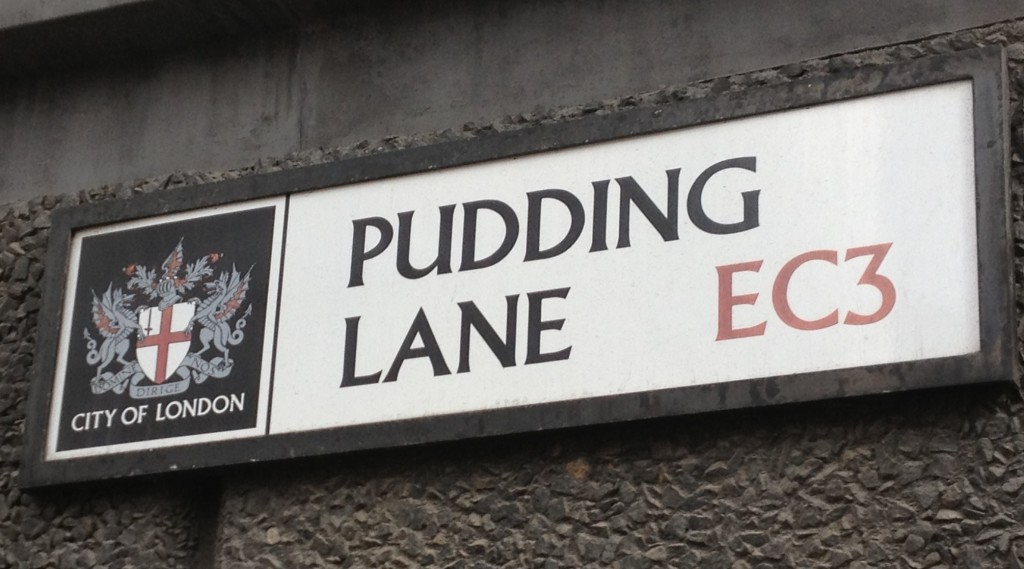 PUDDING
LANE EC3
DIRIGE
CITY OF LONDON